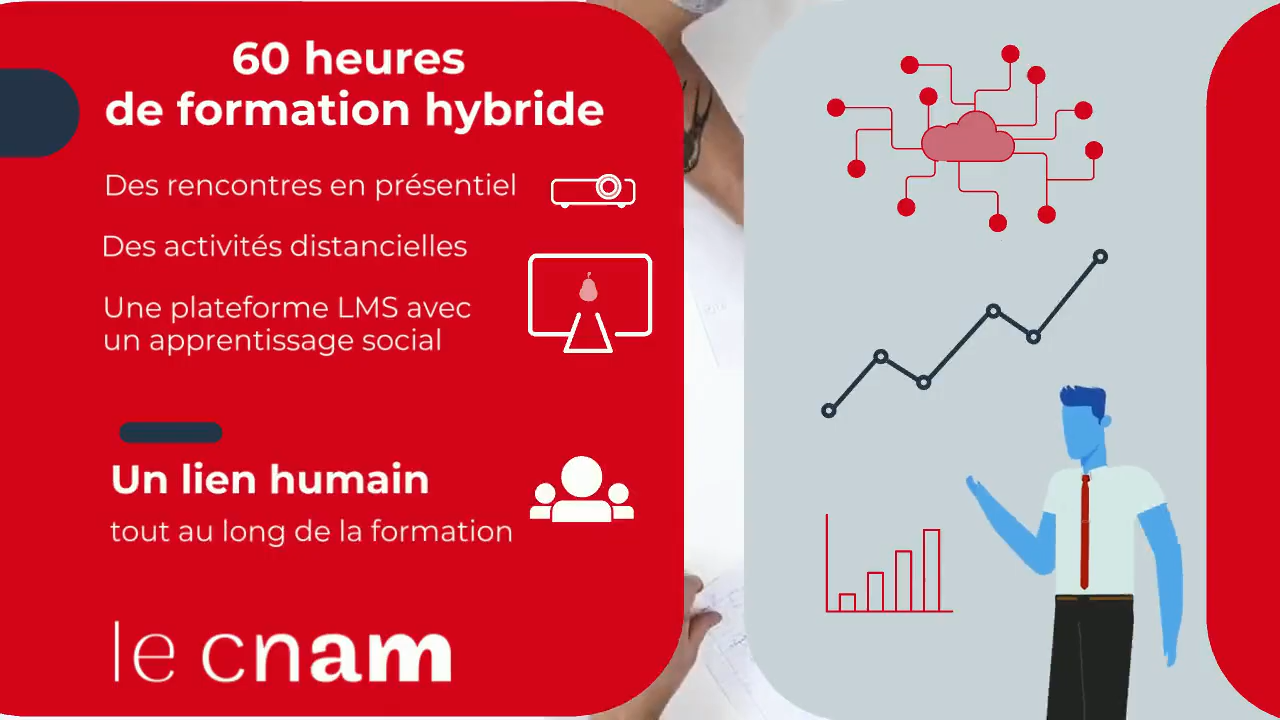 60 heures
de formation hybride
Des rencontres en présentiel
Des activités distancielles
Une plateforme LMS avec
un apprentissage social
Un lien humain
tout au long de la formation
le cnam